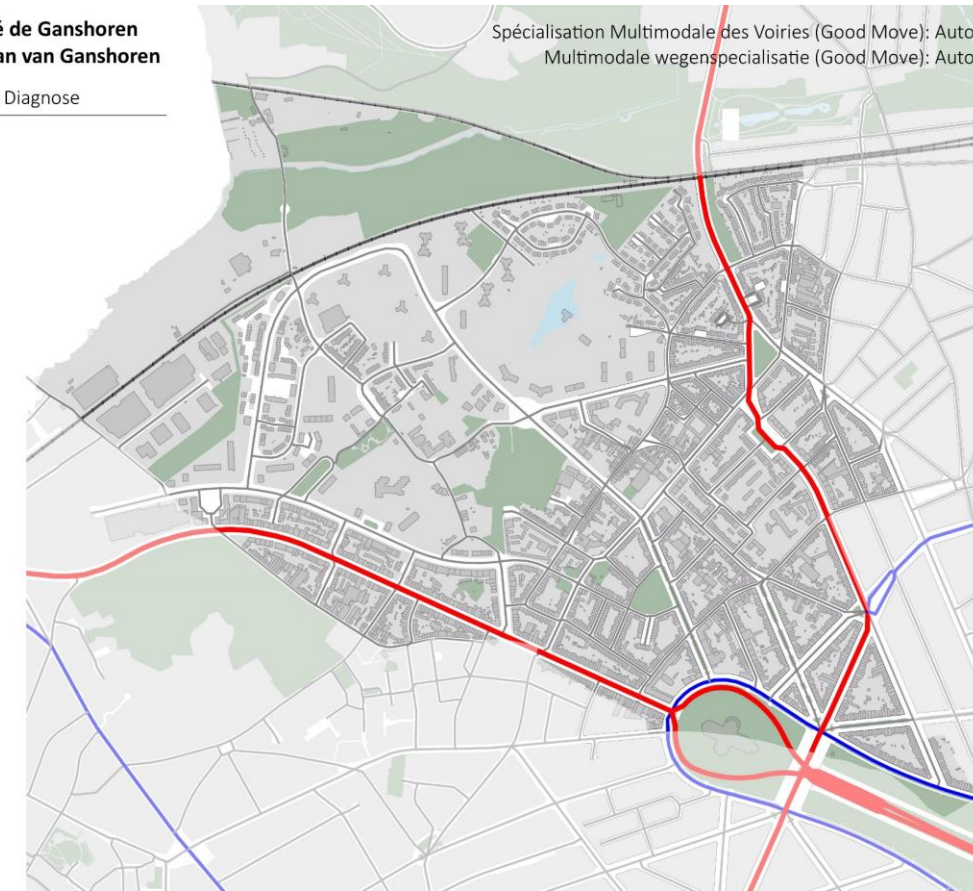 é de Ganshoren
an van Ganshoren
Diagnose
Spécialisation Multimodale des Voiries (Good Move): Auto
Multimodale wegenspecialisatie (Good Move): Auto